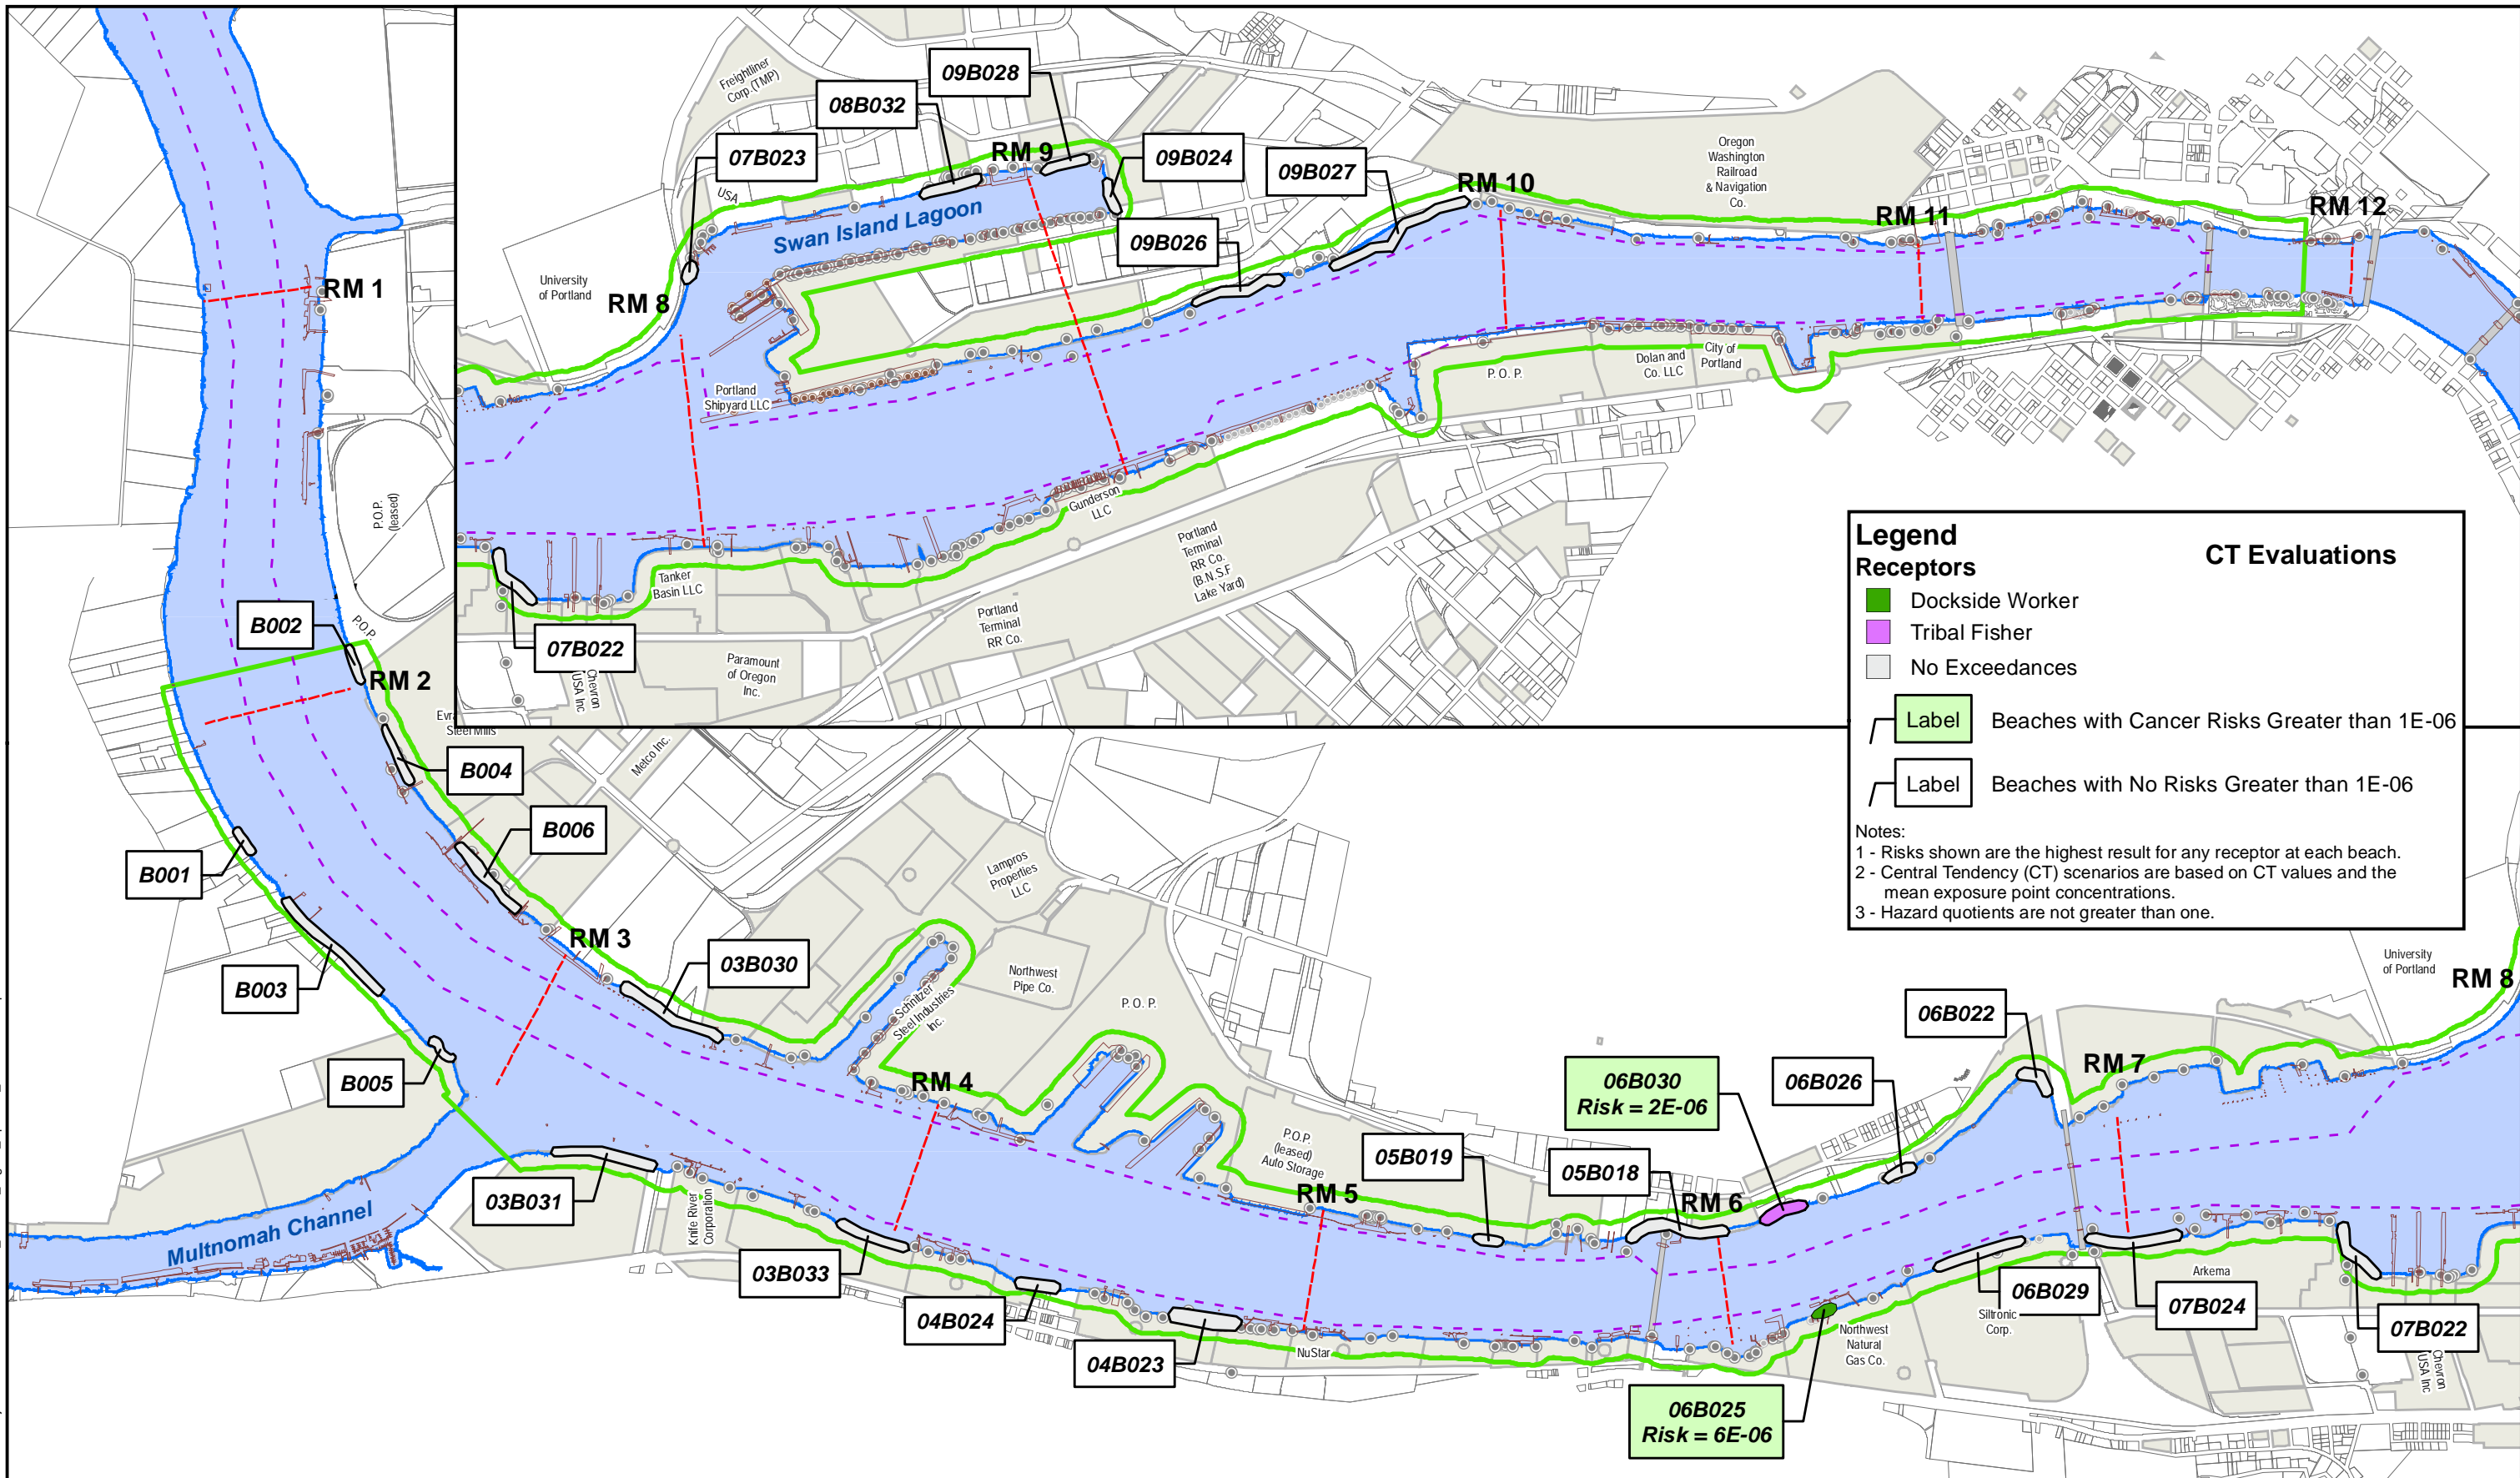 Freightliner
Corp. (TMP)
09B028
08B032
07B023
RM 9
09B024
09B027
USA
Swan Island Lagoon
RM 10
Oregon
Washington
Railroad
& Navigation
Co.
RM 11
RM 12
09B026
University
of Portland
RM 8
RM 1
Portland
Shipyard LLC
P. O. P.
Dolan and
Co. LLC
City of
Portland
P.O.P.
(leased)
Gunderson
LLC
Portland
Terminal
RR Co.
(B.N.S.F
Lake Yard)
Tanker
Basin LLC
Portland
Terminal
RR Co.
07B022
Chevron
USA Inc
Paramount
of Oregon
Inc.
Legend
CT Evaluations
Receptors
Dockside Worker
Tribal Fisher
No Exceedances
Label
Beaches with Cancer Risks Greater than 1E-06
Label
Beaches with No Risks Greater than 1E-06
Notes:
1 - Risks shown are the highest result for any receptor at each beach.
2 - Central Tendency (CT) scenarios are based on CT values and the
mean exposure point concentrations.
3 - Hazard quotients are not greater than one.
B002
P.O.P.
RM 2
Steel Mills
B004
Metco Inc.
B006
B001
Lampros
Properties
LLC
RM 3
03B030
B003
Northwest
Pipe Co.
Schnitzer
Steel Industries
Inc.
P. O. P.
University
of Portland
RM 8
06B022
B005
RM 4
RM 7
06B030
Risk = 2E-06
06B026
P.O.P.
(leased)
Auto Storage
05B019
05B018
RM 5
RM 6
03B031
Knife River
Corporation
Multnomah Channel
03B033
04B024
04B023
NuStar
Northwest
Natural
Gas Co.
Siltronic
Corp.
06B029
Arkema
07B024
07B022
Chevron
USA Inc
06B025
Risk = 6E-06